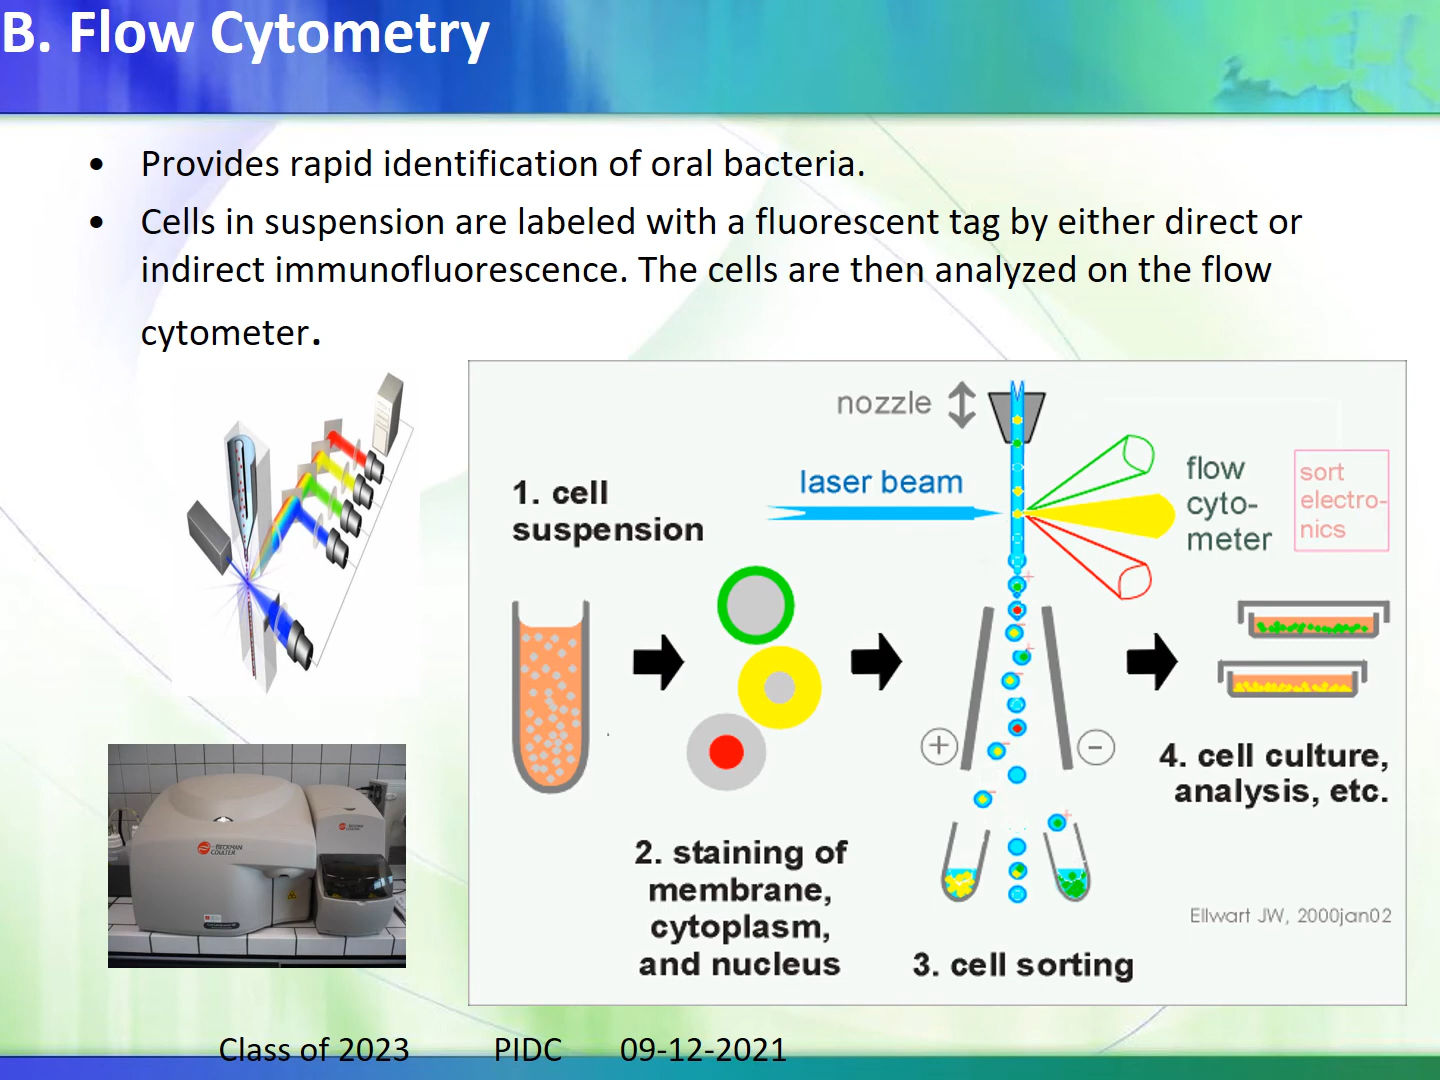 B. Flow Cytometry
• Provides rapid identification of oral bacteria.
• Cells in suspension are labeled with a fluorescent tag by either direct or
indirect immunofluorescence. The cells are then analyzed on the flow
cytometer.
nozzle
laser beam
flow
cyto-
meter
sort
electro-
nics
1. cell
suspension
+
-
2. staining of
membrane,
cytoplasm,
and nucleus
3. cell sorting
4. cell culture,
analysis, etc.
Ellwart JW, 2000jan02
BECKMAN
COULTER
Class of 2023 PIDC 09-12-2021